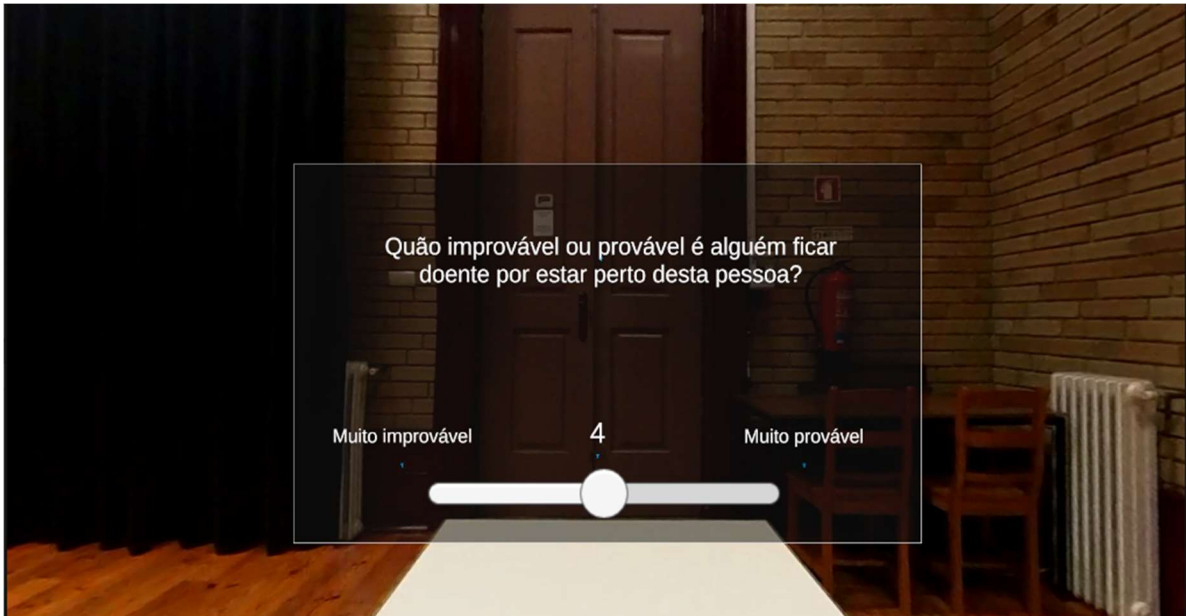 Quão improvável ou provável é alguém ficar
doente por estar perto desta pessoa?
4
Muito improvável
Muito provável